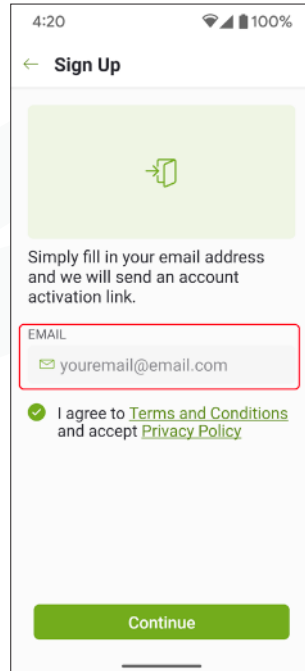 4:20
100%
Sign Up
Simply fill in your email address
and we will send an account
activation link.
EMAIL
youremail@email.com
I agree to Terms and Conditions
and accept Privacy Policy
Continue